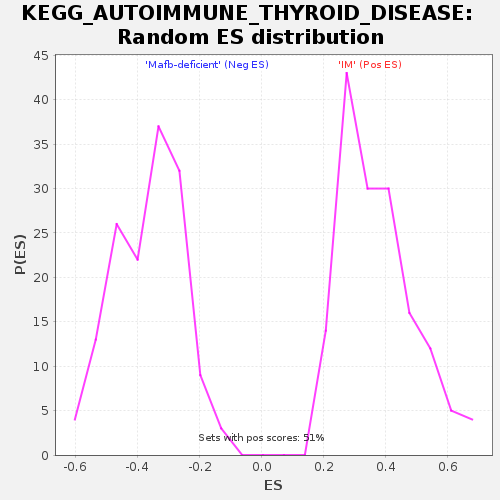 KEGG_AUTOIMMUNE_THYROID_DISEASE:
Random ES distribution
'Mafb-deficient' (Neg ES)
'IM' (Pos ES)
45
40
35
30
25
20
15
10
5
0
P(ES)
Sets with pos scores: 51%
-0.6 -0.4 -0.2 0.0 0.2 0.4 0.6
ES